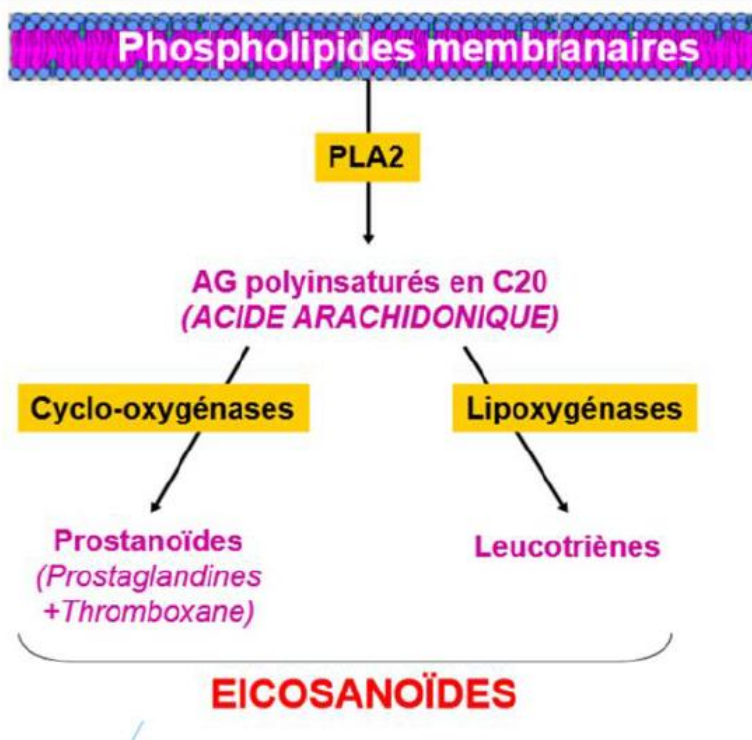 Phospholipides membranaires
PLA2
AG polyinsaturés en C20
(ACIDE ARACHIDONIQUE)
Cyclo-oxygénases
Lipoxygénases
Prostanoïdes
(Prostaglandines
+Thromboxane)
Leucotriènes
EICOSANOÏDES